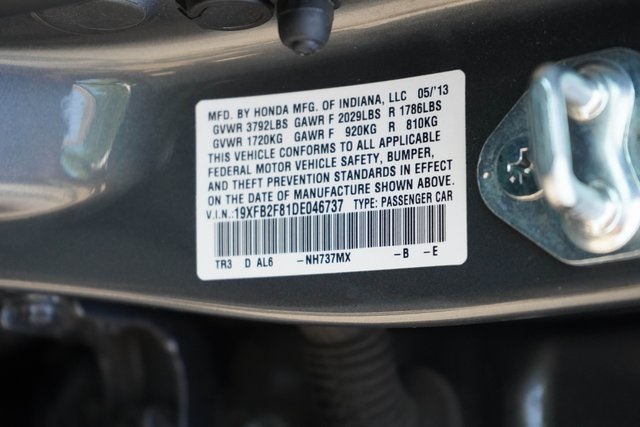 MFD. BY HONDA MFG. OF INDIANA, LLC 05/'13
GVWR 3792LBS GAWR F 2029LBS R 1786LBS
GVWR 1720KG GAWR F 920KG R 810KG
THIS VEHICLE CONFORMS TO ALL APPLICABLE
FEDERAL MOTOR VEHICLE SAFETY, BUMPER,
AND THEFT PREVENTION STANDARDS IN EFFECT
ON THE DATE OF MANUFACTURE SHOWN ABOVE.
V.I.N.:19XFB2F81DE046737 TYPE: PASSENGER CAR
TR3 D AL6 -NH737MX -B -E